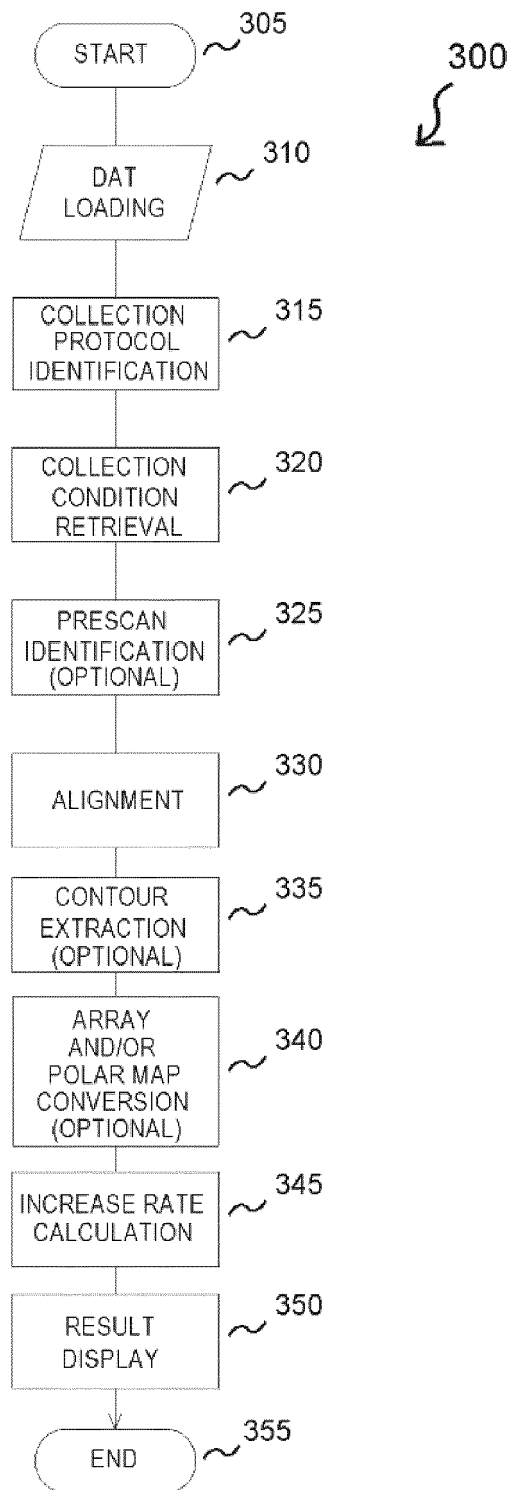 START
305
300
DAT
LOADING
310
COLLECTION
PROTOCOL
IDENTIFICATION
315
COLLECTION
CONDITION
RETRIEVAL
320
PRESCAN
IDENTIFICATION
(OPTIONAL)
325
ALIGNMENT
330
CONTOUR
EXTRACTION
(OPTIONAL)
335
ARRAY
AND/OR
POLAR MAP
CONVERSION
(OPTIONAL)
340
INCREASE RATE
CALCULATION
345
RESULT
DISPLAY
350
END
355